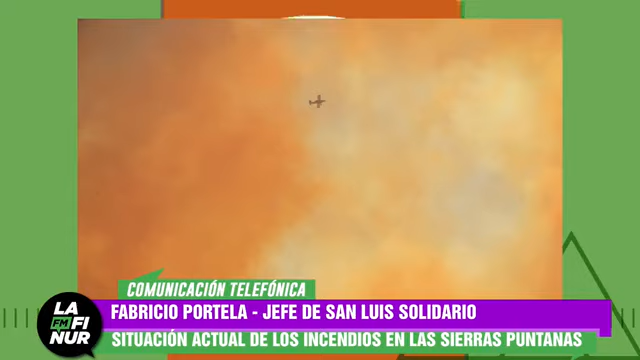 COMUNICACIÓN TELEFÓNICA
FABRICIO PORTELA - JEFE DE SAN LUIS SOLIDARIO
SITUACIÓN ACTUAL DE LOS INCENDIOS EN LAS SIERRAS PUNTANAS
LA
FM FI
NUR